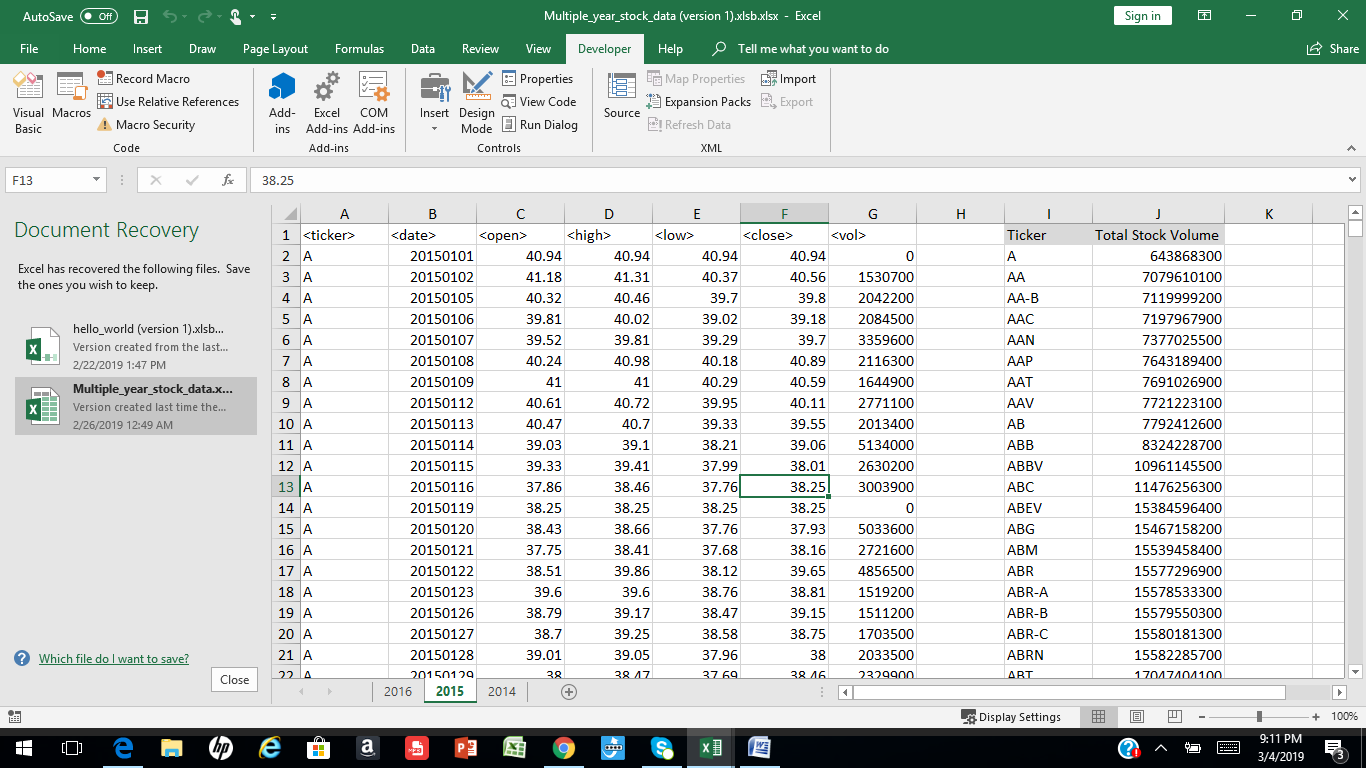 AutoSave Off Multiple_year_stock_data (version 1).xlsb.xlsx - Excel Sign in
File Home Insert Draw Page Layout Formulas Data Review View Developer Help Tell me what you want to do Share
Visual Basic
Macros
Record Macro
Use Relative References
Macro Security
Code
Add-ins
Excel Add-ins
COM Add-ins
Add-ins
Insert
Design Mode
Properties
View Code
Run Dialog
Controls
Source
Map Properties
Expansion Packs
Refresh Data
Import
Export
XML
F13 fx 38.25
Document Recovery
Excel has recovered the following files. Save
the ones you wish to keep.
hello_world (version 1).xlsb...
Version created from the last...
2/22/2019 1:47 PM
Multiple_year_stock_data.x...
Version created last time the...
2/26/2019 12:49 AM
Which file do I want to save?
Close
A B C D E F G H I J K
1 <ticker> <date> <open> <high> <low> <close> <vol> Ticker Total Stock Volume
2 A 20150101 40.94 40.94 40.94 40.94 0 A 643868300
3 A 20150102 41.18 41.31 40.37 40.56 1530700 AA 7079610100
4 A 20150105 40.32 40.46 39.7 39.8 2042200 AA-B 7119999200
5 A 20150106 39.81 40.02 39.02 39.18 2084500 AAC 7197967900
6 A 20150107 39.52 39.81 39.29 39.7 3359600 AAN 7377025500
7 A 20150108 40.24 40.98 40.18 40.89 2116300 AAP 7643189400
8 A 20150109 41 41 40.29 40.59 1644900 AAT 7691026900
9 A 20150112 40.61 40.72 39.95 40.11 2771100 AAV 7721223100
10 A 20150113 40.47 40.7 39.33 39.55 2013400 AB 7792412600
11 A 20150114 39.03 39.1 38.21 39.06 5134000 ABB 8324228700
12 A 20150115 39.33 39.41 37.99 38.01 2630200 ABBV 10961145500
13 A 20150116 37.86 38.46 37.76 38.25 3003900 ABC 11476256300
14 A 20150119 38.25 38.25 38.25 38.25 0 ABEV 15384596400
15 A 20150120 38.43 38.66 37.76 37.93 5033600 ABG 15467158200
16 A 20150121 37.75 38.41 37.68 38.16 2721600 ABM 15539458400
17 A 20150122 38.51 39.86 38.12 39.65 4856500 ABR 15577296900
18 A 20150123 39.6 39.6 38.76 38.81 1519200 ABR-A 15578533300
19 A 20150126 38.79 39.17 38.47 39.15 1511200 ABR-B 15579550300
20 A 20150127 38.7 39.25 38.58 38.75 1703500 ABR-C 15580181300
21 A 20150128 39.01 39.05 37.96 38 2033500 ABRN 15582285700
22 A 20150129 38 38.47 37.69 38.46 2329900 ABT 17047404100
2016 2015 2014
Display Settings 100%
9:11 PM
3/4/2019
3